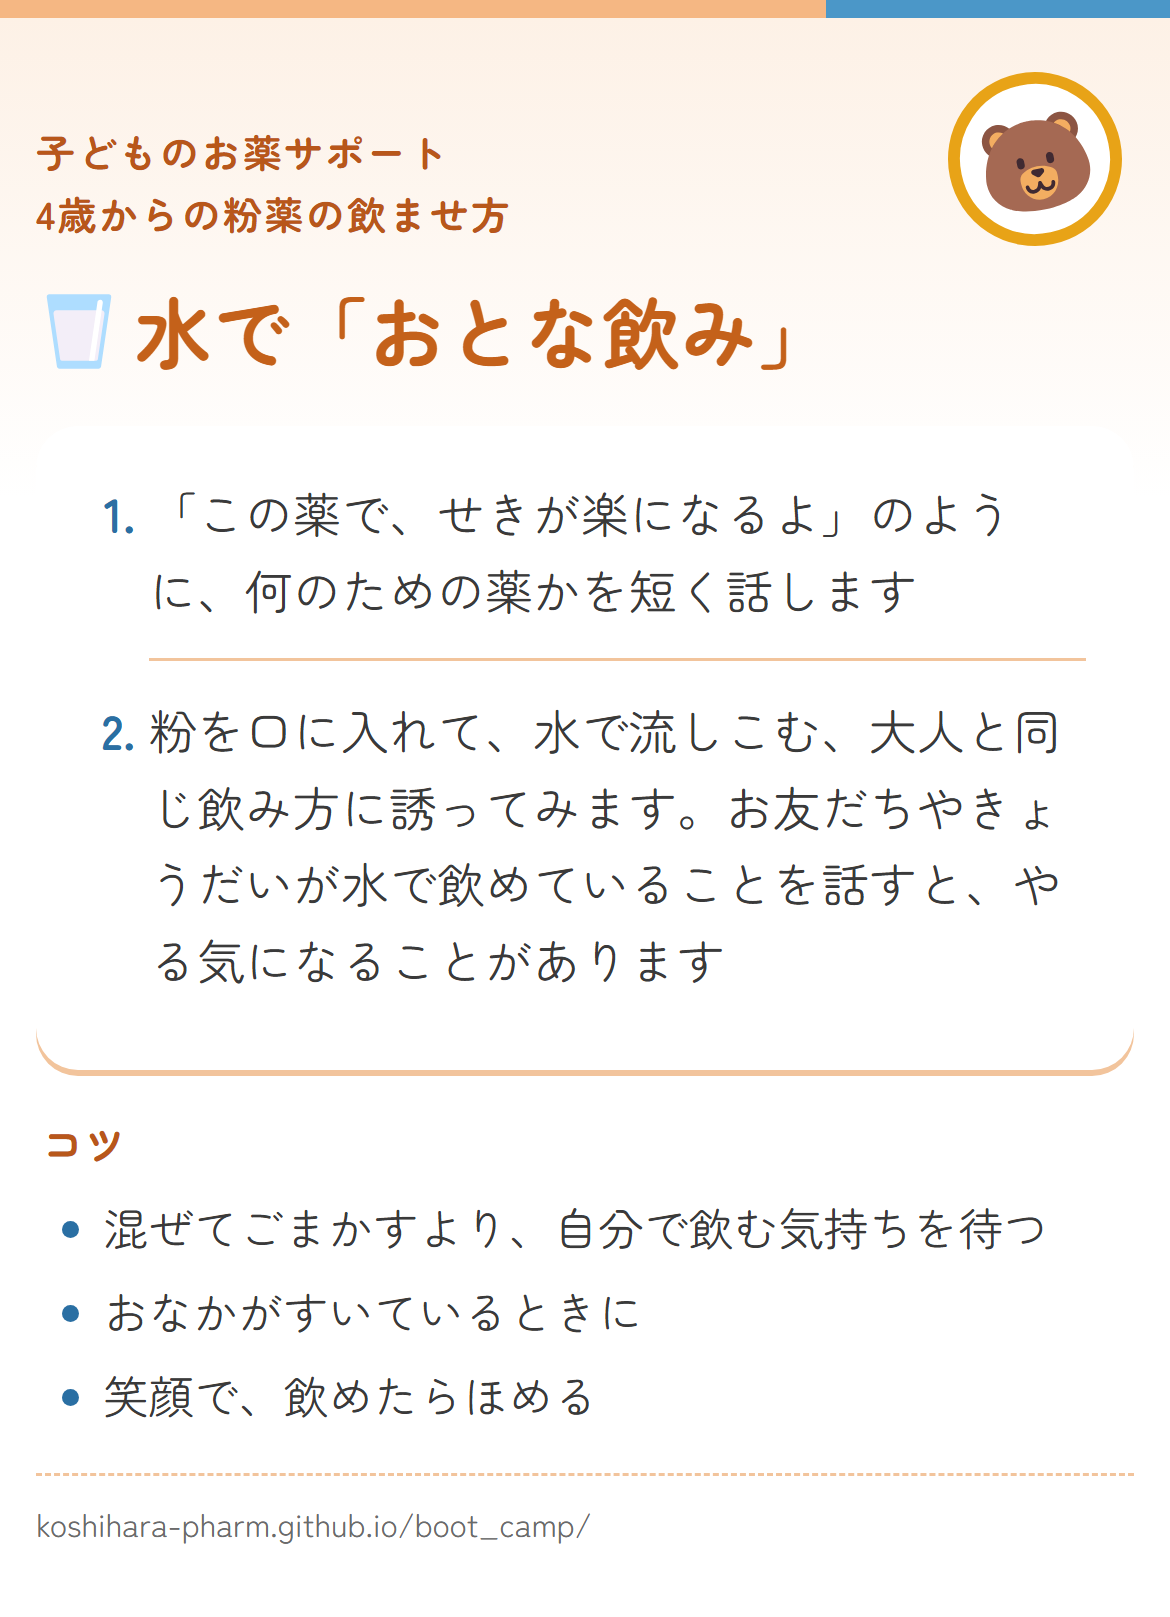 子どものお薬サポート
4歳からの粉薬の飲ませ方
水で「おとな飲み」
1. 「この薬で、せきが楽になるよ」のよう
に、何のための薬かを短く話します
2. 粉を口に入れて、水で流しこむ、大人と同
じ飲み方に誘ってみます。お友だちやきょ
うだいが水で飲めていることを話すと、や
る気になることがあります
コツ
混ぜてごまかすより、自分で飲む気持ちを待つ
おなかがすいているときに
笑顔で、飲めたらほめる
koshihara-pharm.github.io/boot_camp/